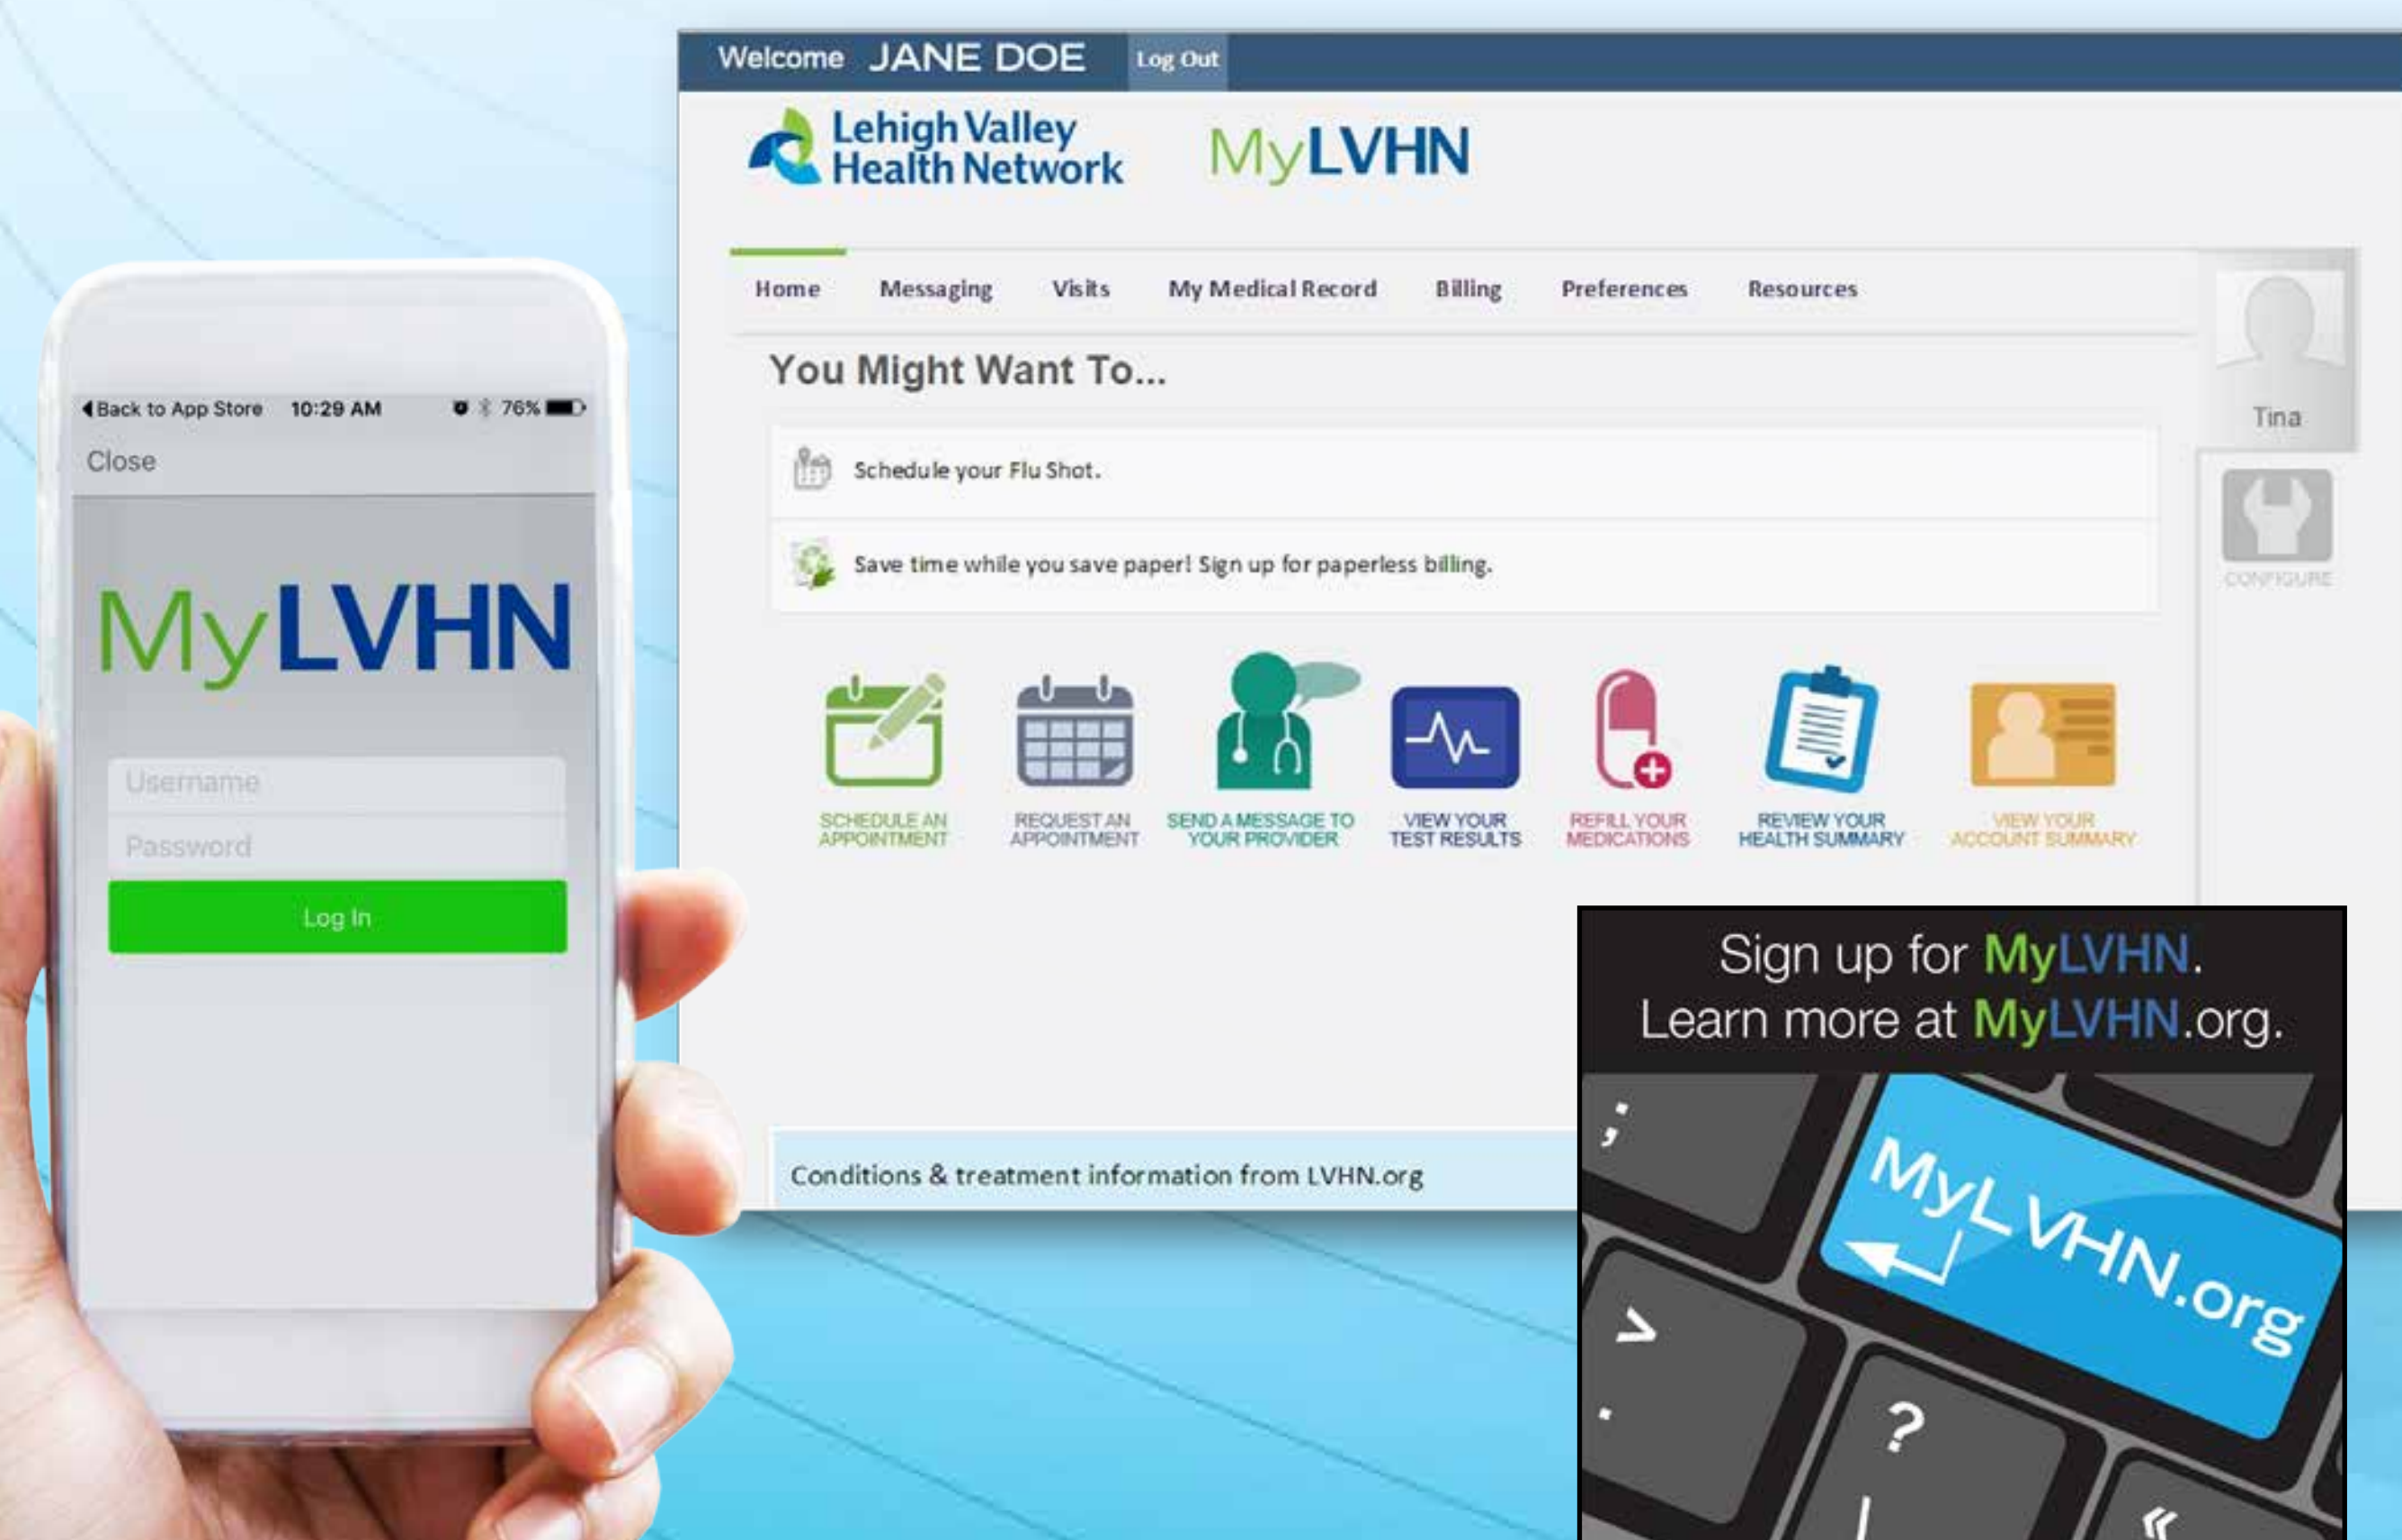 Welcome JANE DOE Log Out
Lehigh Valley
Health Network
MyLVHN
Home Messaging Visits My Medical Record Billing Preferences Resources
You Might Want To...
Schedule your Flu Shot.
Save time while you save paper! Sign up for paperless billing.
Tina
CONFIGURE
SCHEDULE AN
APPOINTMENT
REQUEST AN
APPOINTMENT
SEND A MESSAGE TO
YOUR PROVIDER
VIEW YOUR
TEST RESULTS
REFILL YOUR
MEDICATIONS
REVIEW YOUR
HEALTH SUMMARY
VIEW YOUR
ACCOUNT SUMMARY
Conditions & treatment information from LVHN.org
Back to App Store 10:29 AM 76%
Close
MyLVHN
Username
Password
Log In
Sign up for MyLVHN.
Learn more at MyLVHN.org.
;
MyLVHN.org
>
.
?
«